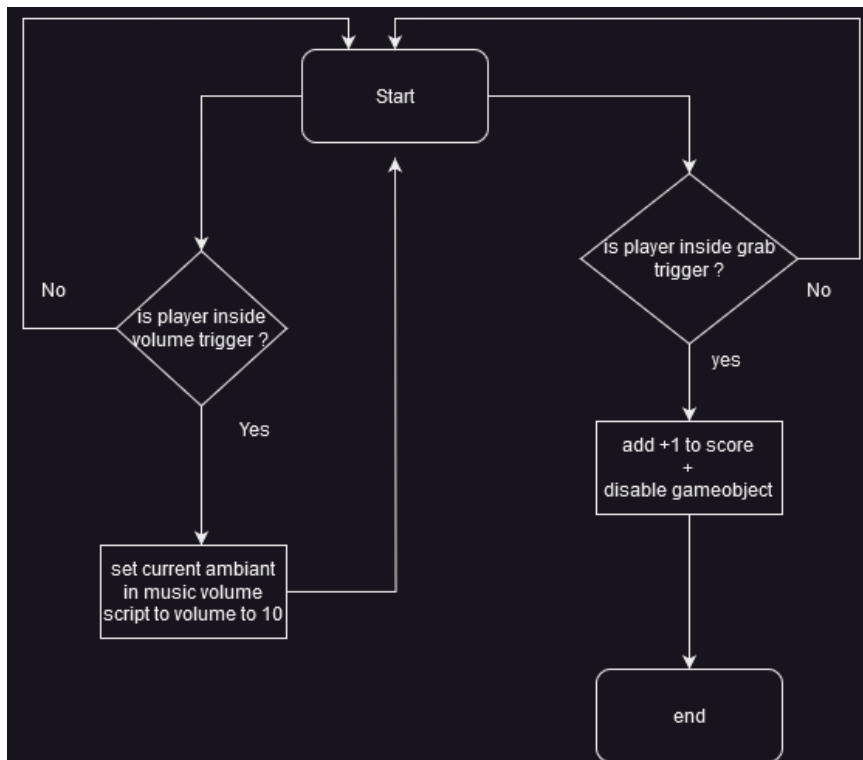 Start
is player inside grab
trigger ?
No
No
is player inside
volume trigger ?
yes
Yes
add +1 to score
+
disable gameobject
set current ambiant
in music volume
script to volume to 10
end